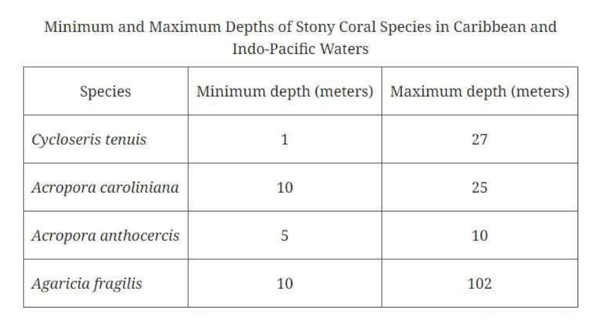 Minimum and Maximum Depths of Stony Coral Species in Caribbean and
Indo-Pacific Waters
Species Minimum depth (meters) Maximum depth (meters)
Cycloseris tenuis 1 27
Acropora caroliniana 10 25
Acropora anthocercis 5 10
Agaricia fragilis 10 102